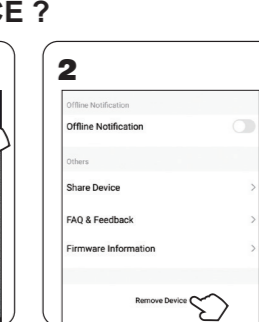 CE ?
2
Offline Notification
Offline Notification
Others
Share Device
FAQ & Feedback
Firmware Information
Remove Device